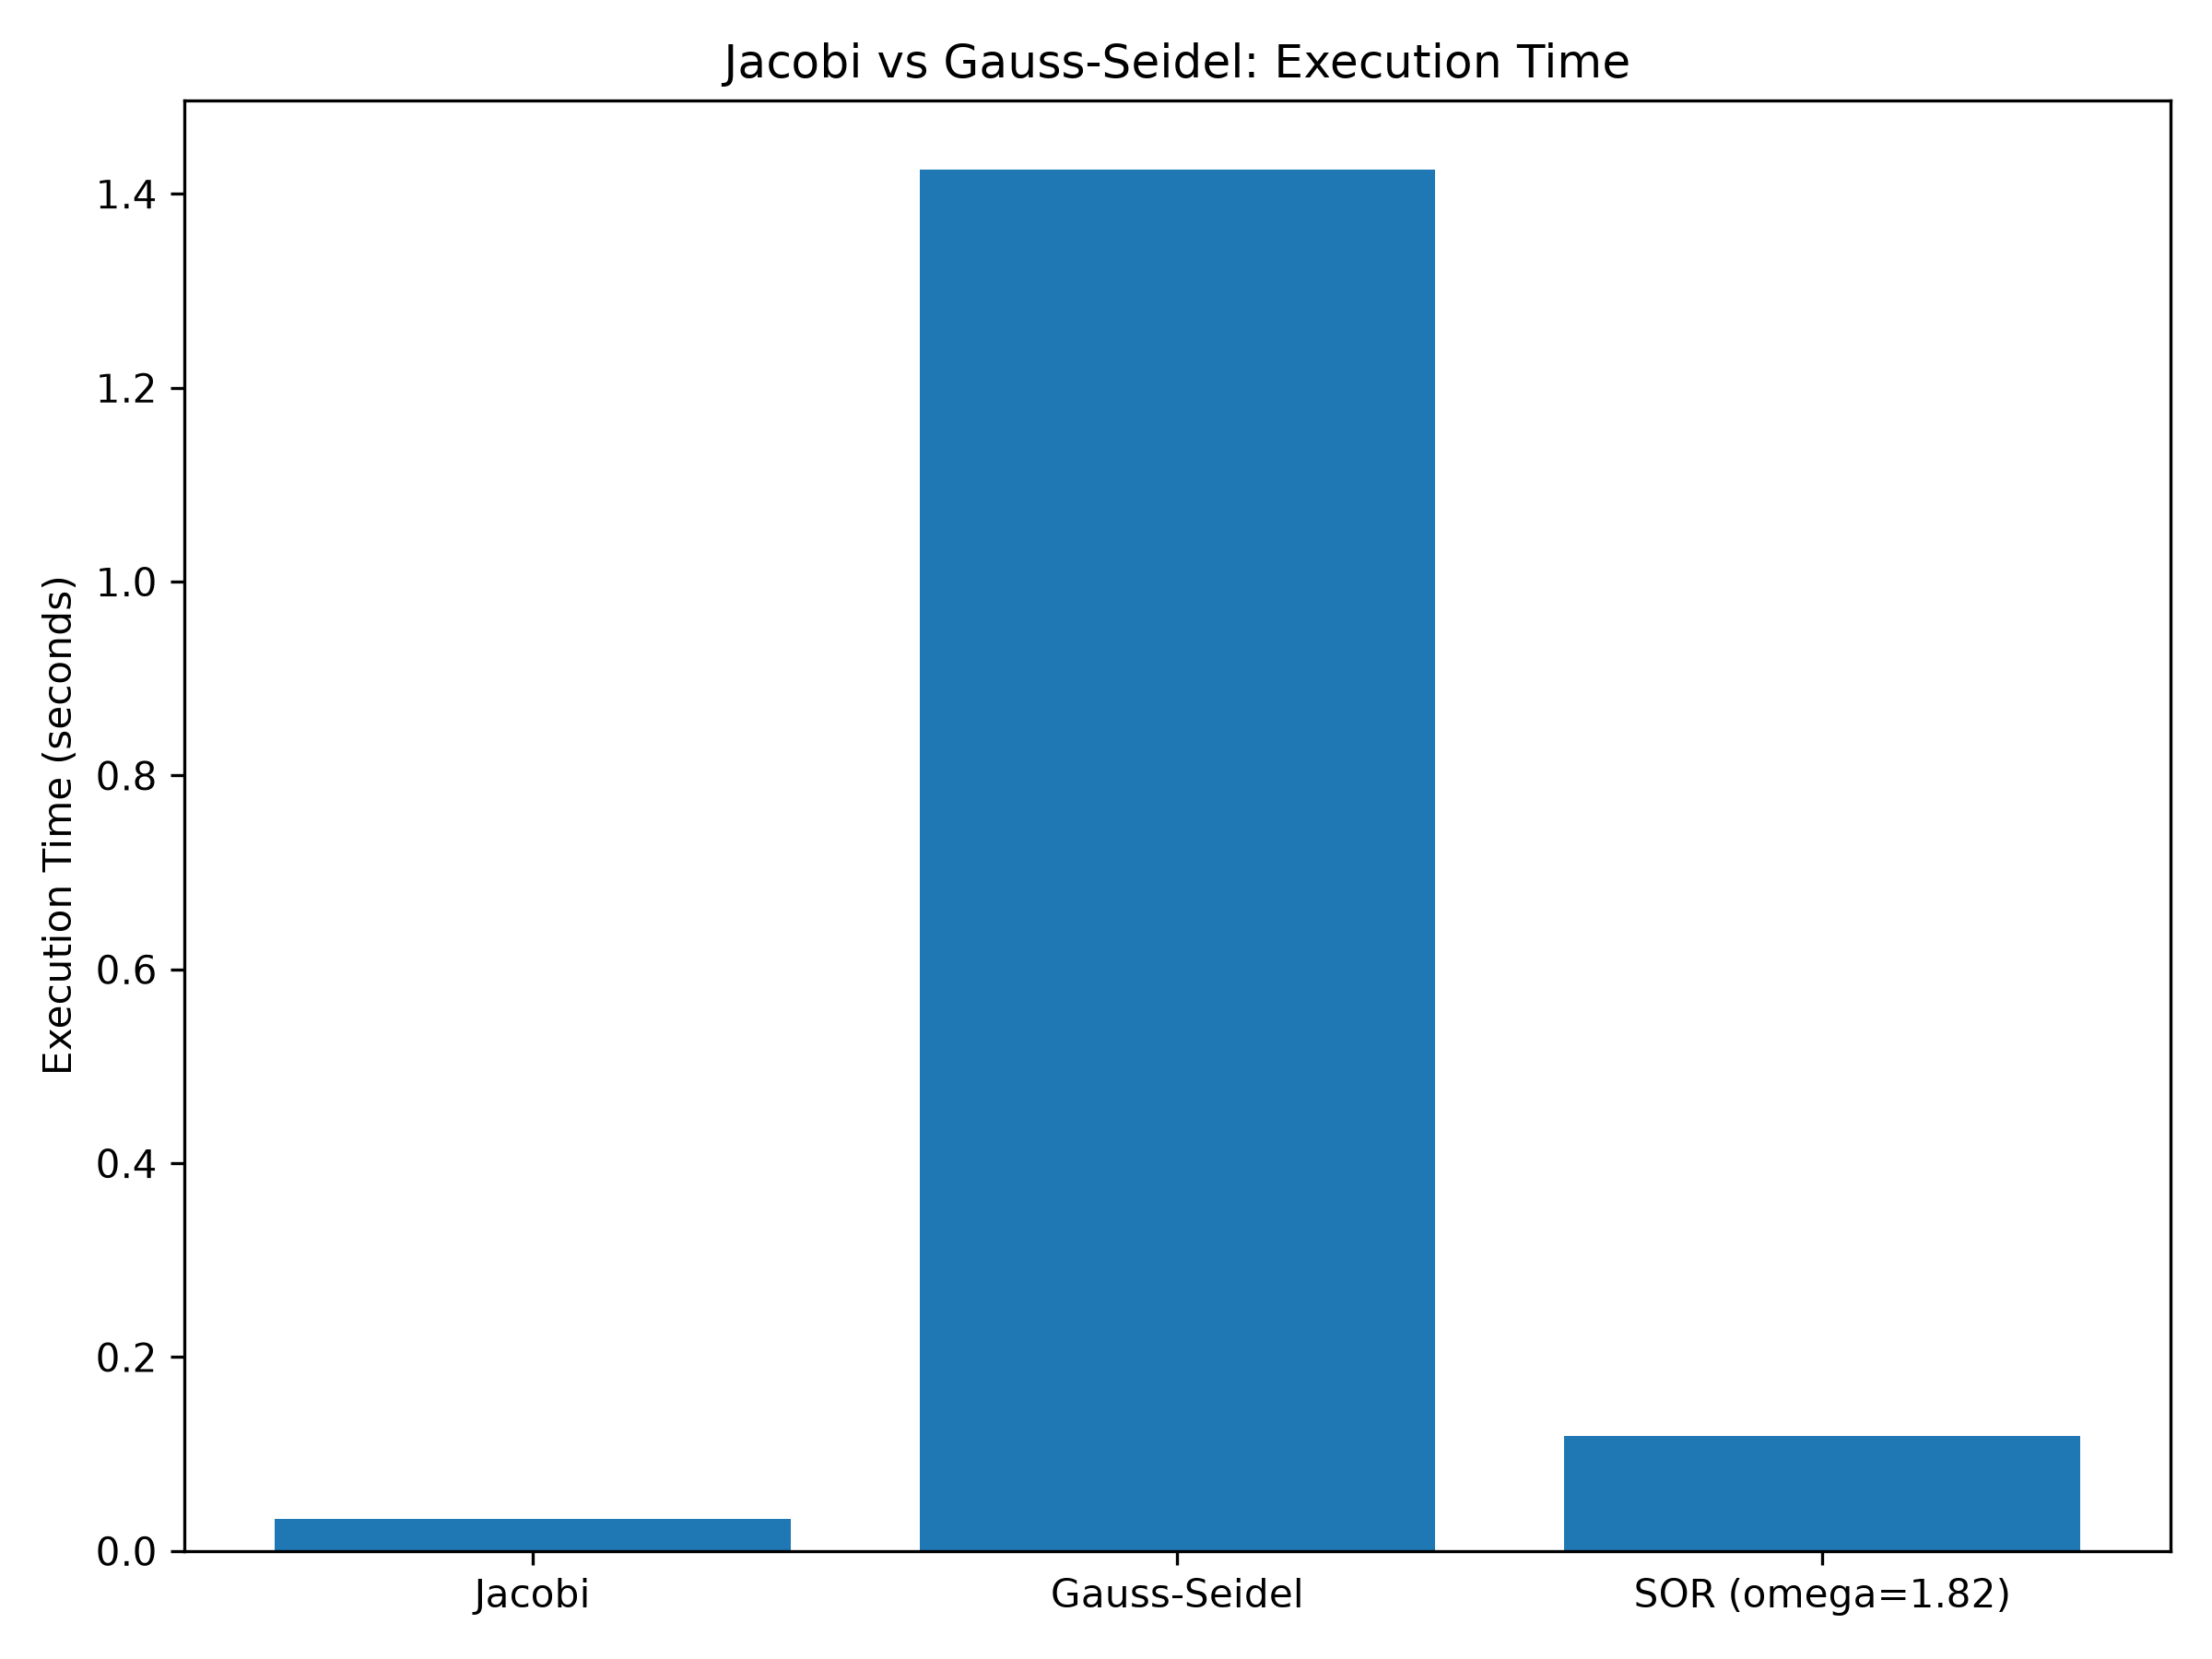 Jacobi vs Gauss-Seidel: Execution Time
Execution Time (seconds)
1.4
1.2
1.0
0.8
0.6
0.4
0.2
0.0
Jacobi
Gauss-Seidel
SOR (omega=1.82)